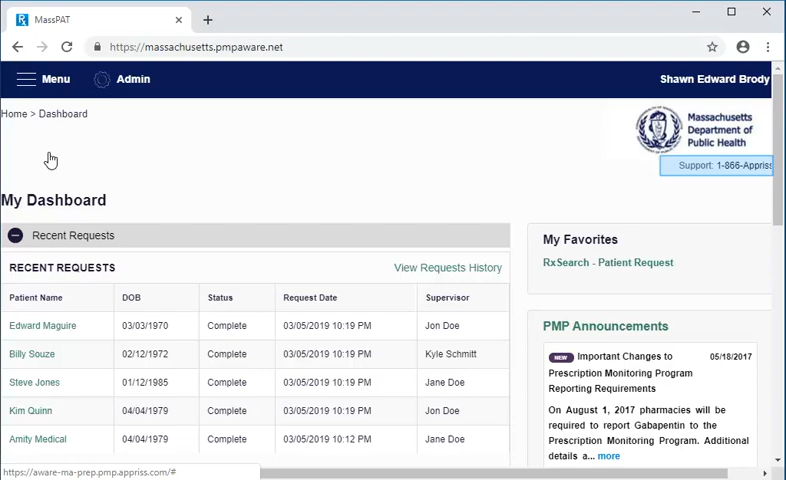 MassPAT
https://massachusetts.pmpaware.net
Menu Admin Shawn Edward Brody
Home > Dashboard
Massachusetts
Department of
Public Health
Support: 1-866-Appriss
My Dashboard
Recent Requests
RECENT REQUESTS View Requests History
Patient Name DOB Status Request Date Supervisor
Edward Maguire 03/03/1970 Complete 03/05/2019 10:19 PM Jon Doe
Billy Souze 02/12/1972 Complete 03/05/2019 10:19 PM Kyle Schmitt
Steve Jones 01/12/1985 Complete 03/05/2019 10:19 PM Jane Doe
Kim Quinn 04/04/1979 Complete 03/05/2019 10:19 PM Jon Doe
Amity Medical 04/04/1979 Complete 03/05/2019 10:12 PM Jane Doe
My Favorites
RxSearch - Patient Request
PMP Announcements
NEW Important Changes to 05/18/2017
Prescription Monitoring Program
Reporting Requirements
On August 1, 2017 pharmacies will be
required to report Gabapentin to the
Prescription Monitoring Program. Additional
details a... more
https://aware-ma-prep.pmp.appriss.com/#